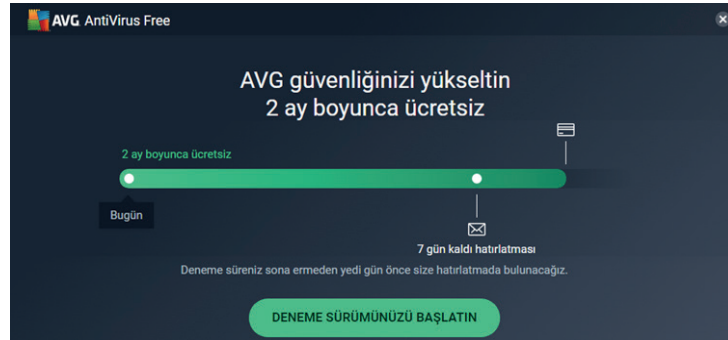 AVG AntiVirus Free
AVG güvenliğinizi yükseltin
2 ay boyunca ücretsiz
2 ay boyunca ücretsiz
Bugün
7 gün kaldı hatırlatması
Deneme süreniz sona ermeden yedi gün önce size hatırlatmada bulunacağız.
DENEME SÜRÜMÜNÜZÜ BAŞLATIN